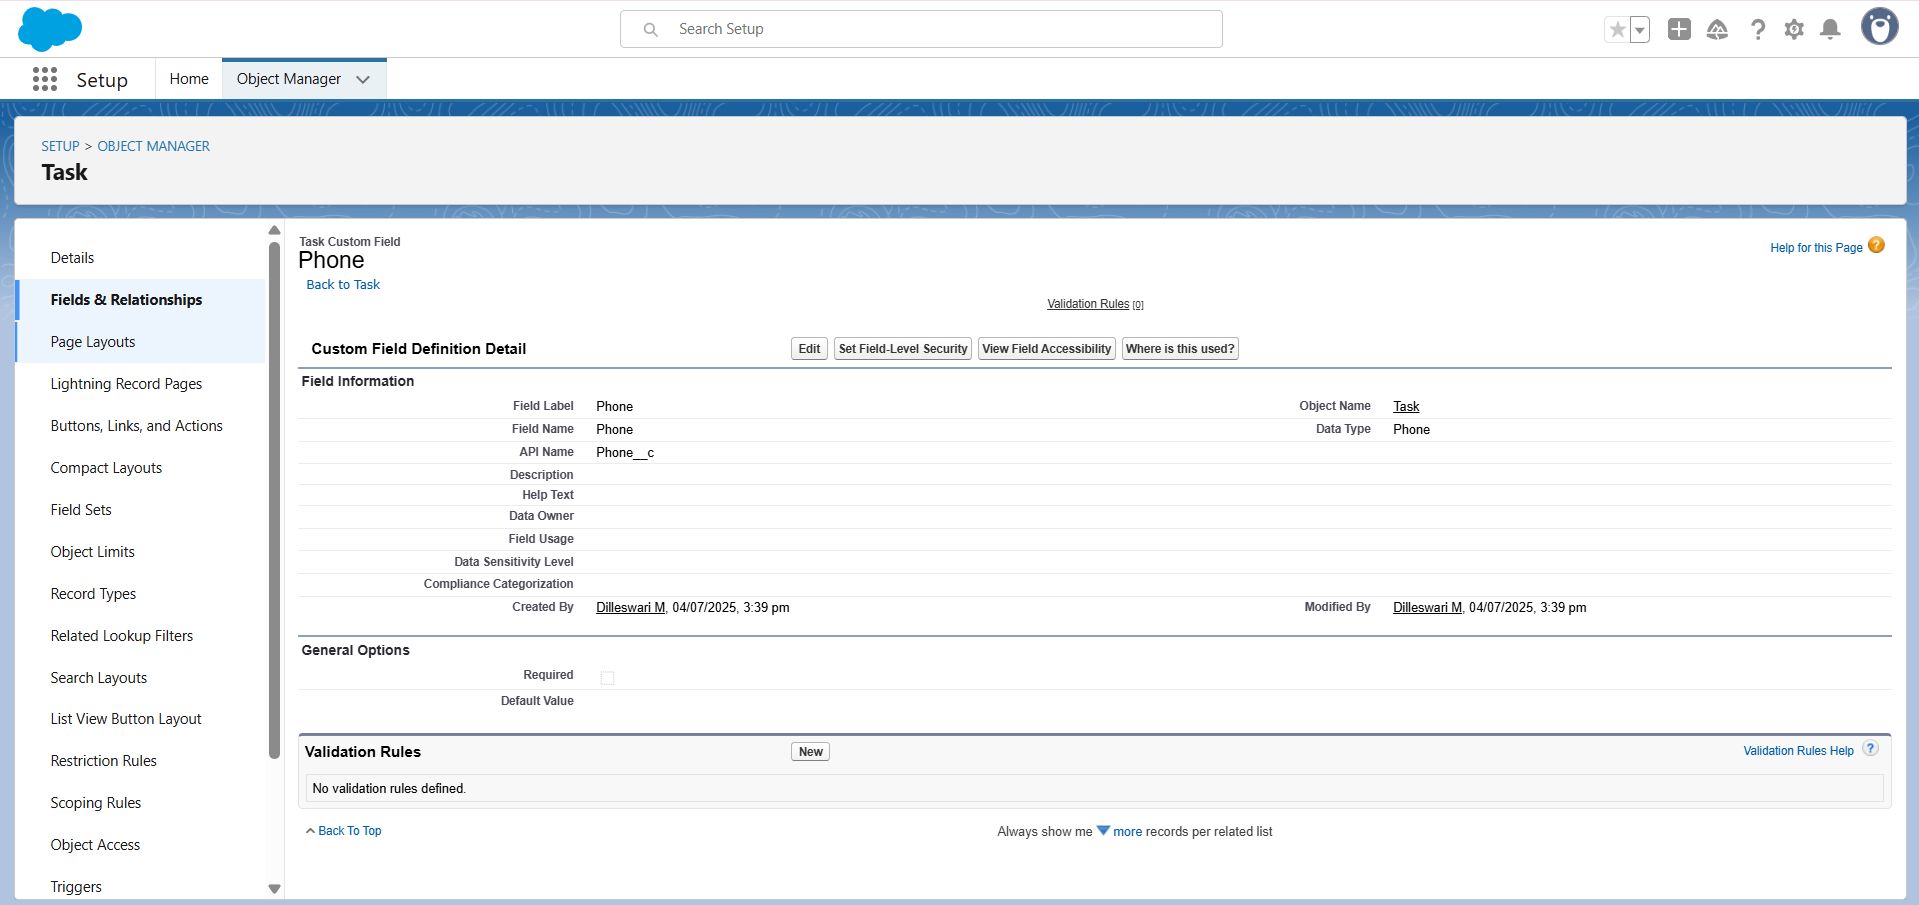 Search Setup
Setup
Home
Object Manager
SETUP > OBJECT MANAGER
Task
Details
Fields & Relationships
Page Layouts
Lightning Record Pages
Buttons, Links, and Actions
Compact Layouts
Field Sets
Object Limits
Record Types
Related Lookup Filters
Search Layouts
List View Button Layout
Restriction Rules
Scoping Rules
Object Access
Triggers
Task Custom Field
Phone
Help for this Page
Back to Task
Validation Rules [0]
Custom Field Definition Detail
Edit
Set Field-Level Security
View Field Accessibility
Where is this used?
Field Information
Field Label Phone Object Name Task
Field Name Phone Data Type Phone
API Name Phone__c
Description
Help Text
Data Owner
Field Usage
Data Sensitivity Level
Compliance Categorization
Created By Dilleswari M, 04/07/2025, 3:39 pm Modified By Dilleswari M, 04/07/2025, 3:39 pm
General Options
Required
Default Value
Validation Rules
New
Validation Rules Help ?
No validation rules defined.
Back To Top
Always show me more records per related list